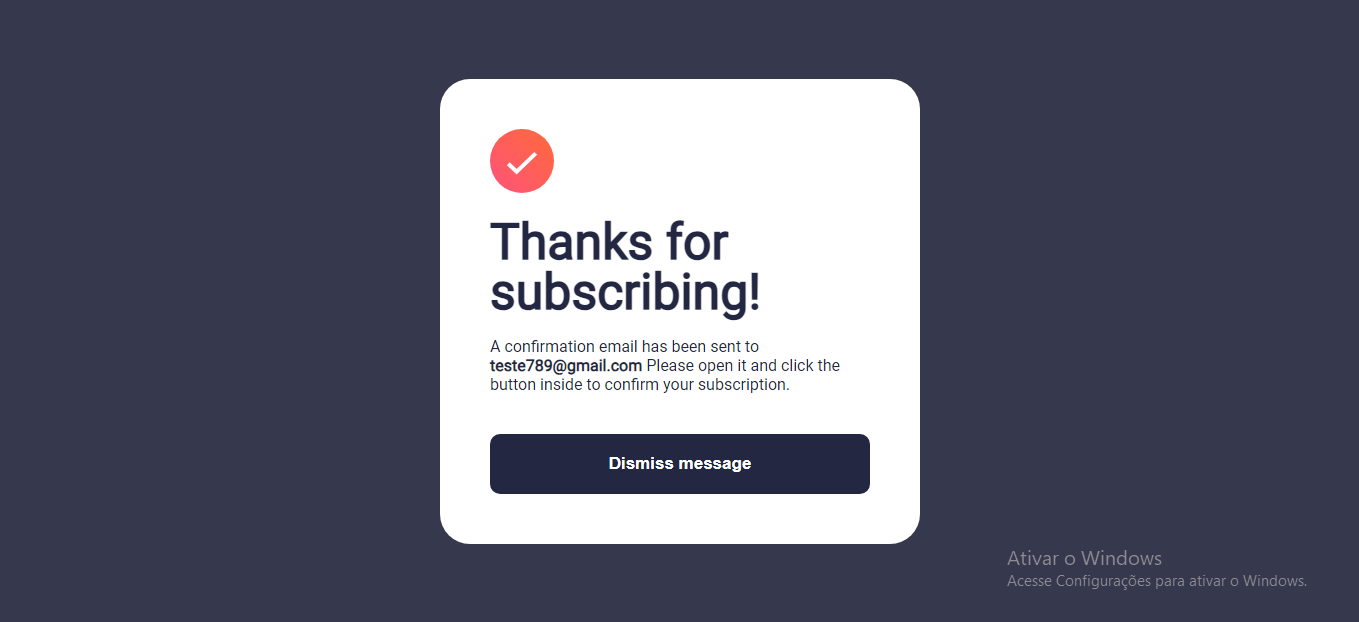 Thanks for
subscribing!
A confirmation email has been sent to
teste789@gmail.com Please open it and click the
button inside to confirm your subscription.
Dismiss message
Ativar o Windows
Acesse Configurações para ativar o Windows.